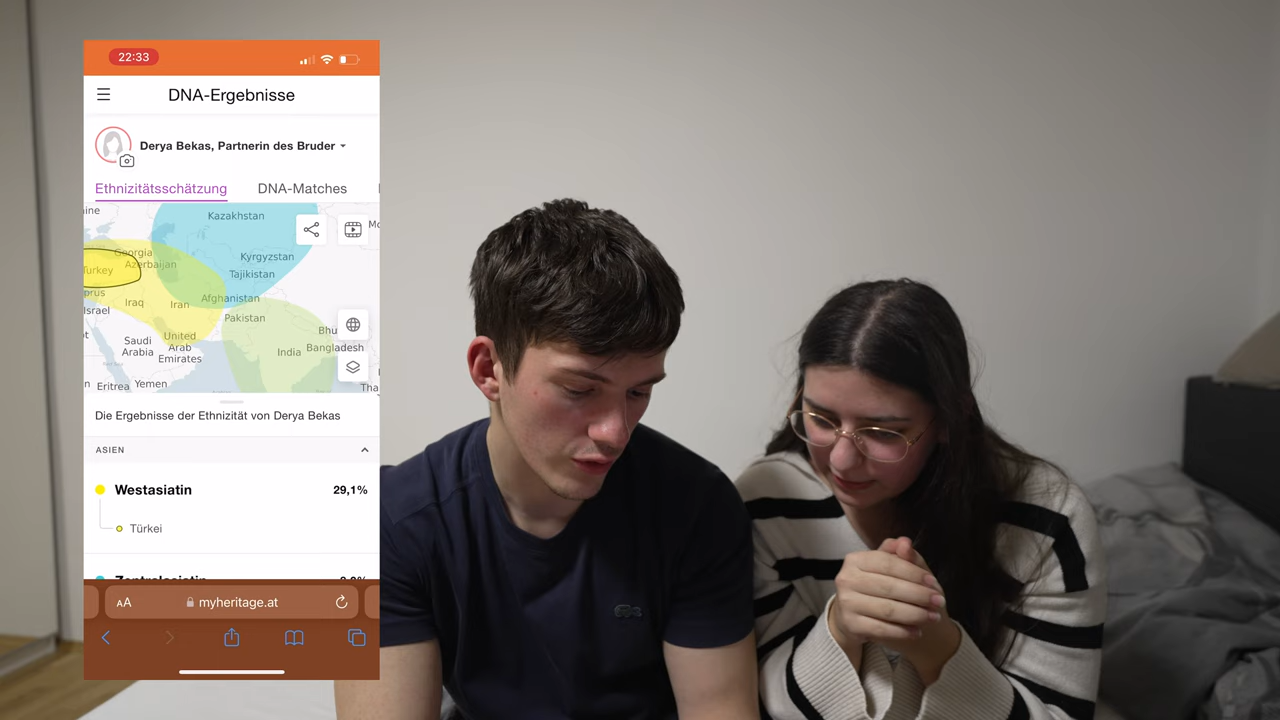 22:33
DNA-Ergebnisse
Derya Bekas, Partnerin des Bruder
Ethnizitätsschätzung DNA-Matches
Kazakhstan
Georgia
Azerbaijan
Kyrgyzstan
Turkey
Tajikistan
Afghanistan
Iraq
Iran
Israel
Pakistan
Saudi Arabia
United Arab Emirates
India
Bangladesh
Eritrea Yemen
Die Ergebnisse der Ethnizität von Derya Bekas
ASIEN
Westasiatin 29,1%
Türkei
AA myheritage.at